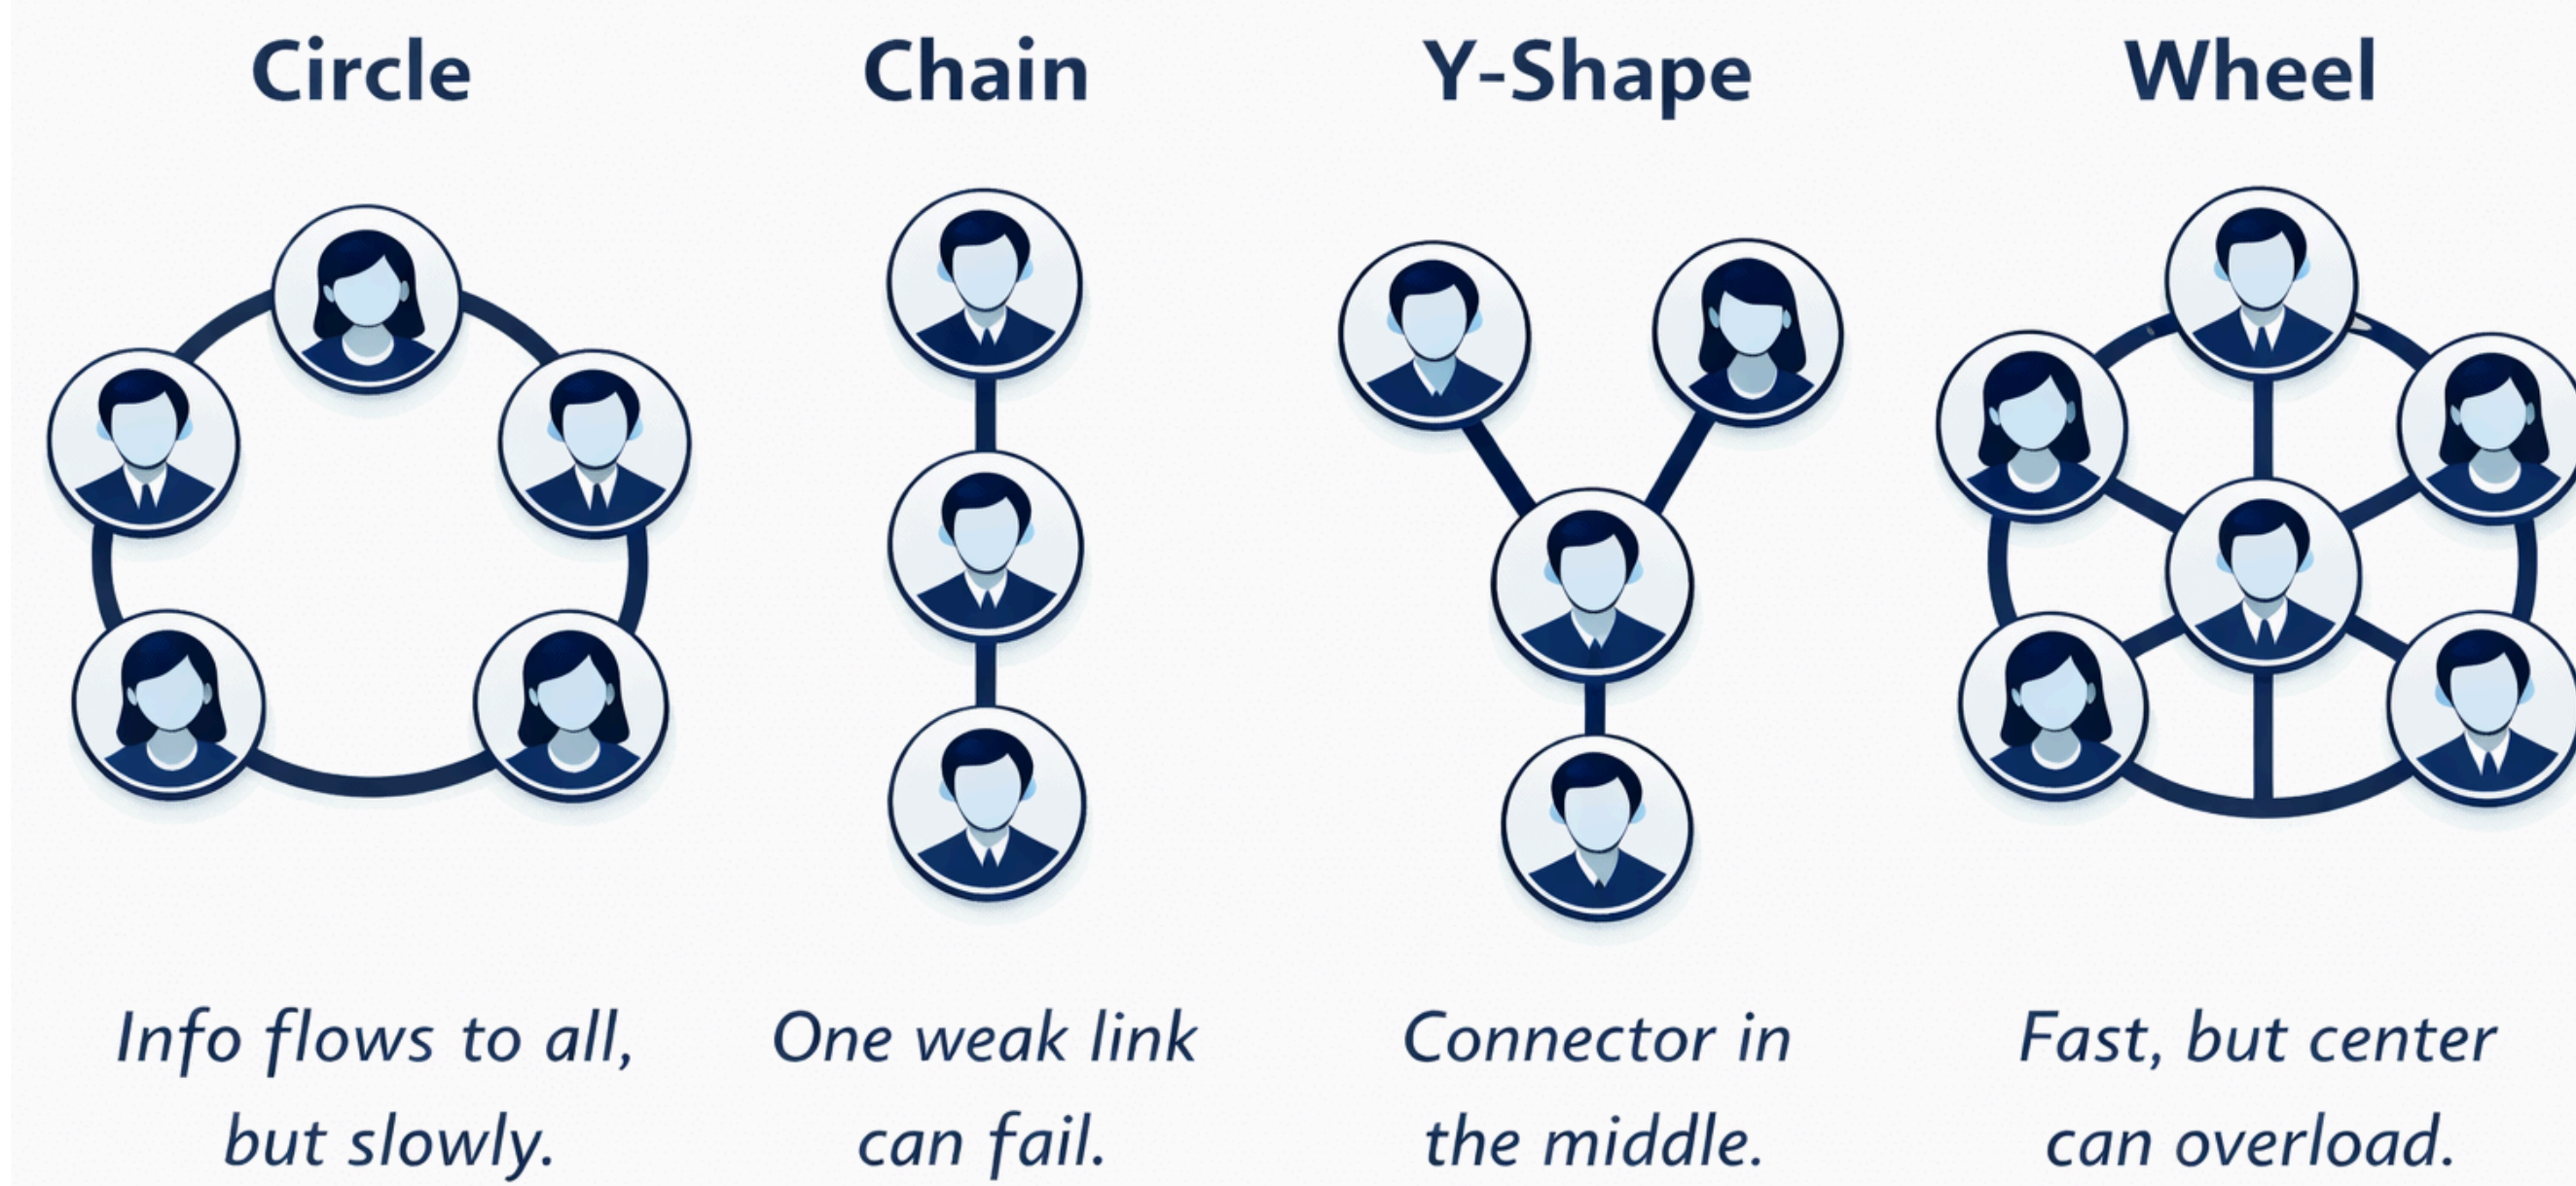 Circle
Info flows to all,
but slowly.
Chain
One weak link
can fail.
Y-Shape
Connector in
the middle.
Wheel
Fast, but center
can overload.